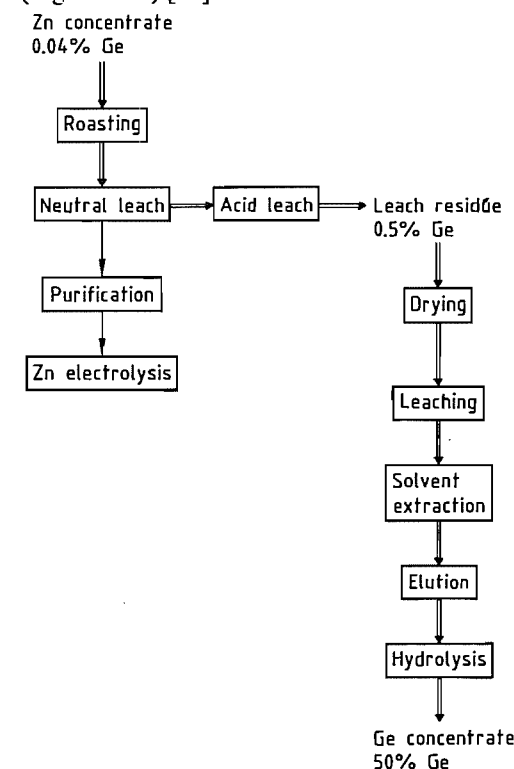 Zn concentrate
0.04% Ge
Roasting
Neutral leach
Acid leach
Leach residue
0.5% Ge
Purification
Drying
Zn electrolysis
Leaching
Solvent
extraction
Elution
Hydrolysis
Ge concentrate
50% Ge